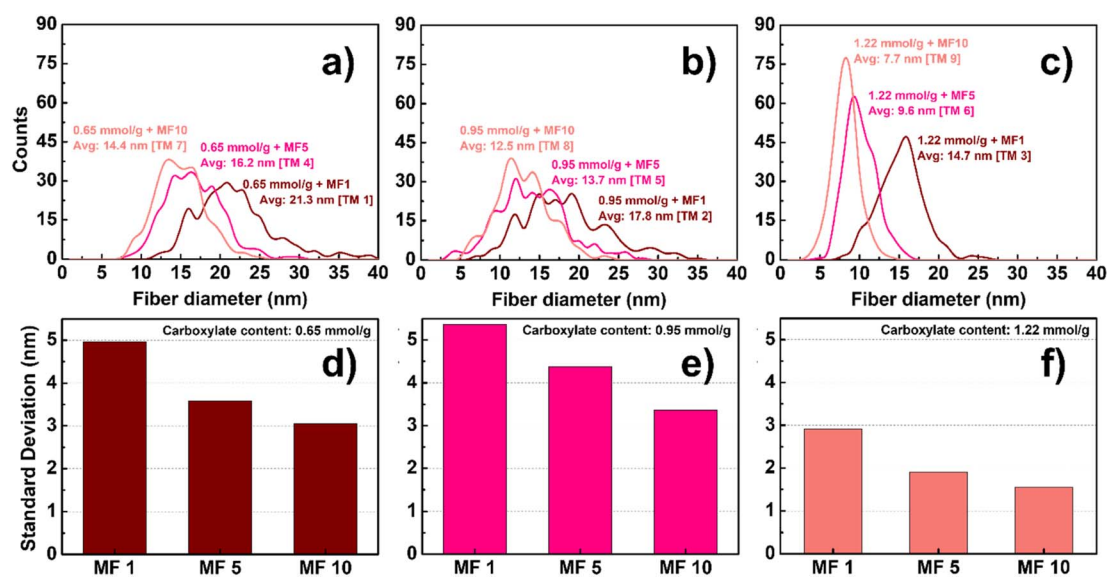 90
75
60
45
30
15
0
Counts
a)
0.65 mmol/g + MF10
Avg: 14.4 nm [TM 7]
0.65 mmol/g + MF5
Avg: 16.2 nm [TM 4]
0.65 mmol/g + MF1
Avg: 21.3 nm [TM 1]
0 5 10 15 20 25 30 35 40
Fiber diameter (nm)
90
75
60
45
30
15
0
b)
0.95 mmol/g + MF10
Avg: 12.5 nm [TM 8]
0.95 mmol/g + MF5
Avg: 13.7 nm [TM 5]
0.95 mmol/g + MF1
Avg: 17.8 nm [TM 2]
0 5 10 15 20 25 30 35 40
Fiber diameter (nm)
90
75
60
45
30
15
0
c)
1.22 mmol/g + MF10
Avg: 7.7 nm [TM 9]
1.22 mmol/g + MF5
Avg: 9.6 nm [TM 6]
1.22 mmol/g + MF1
Avg: 14.7 nm [TM 3]
0 5 10 15 20 25 30 35 40
Fiber diameter (nm)
Standard Deviation (nm)
5
4
3
2
1
0
Carboxylate content: 0.65 mmol/g
d)
MF 1 MF 5 MF 10
5
4
3
2
1
0
Carboxylate content: 0.95 mmol/g
e)
MF 1 MF 5 MF 10
5
4
3
2
1
0
Carboxylate content: 1.22 mmol/g
f)
MF 1 MF 5 MF 10